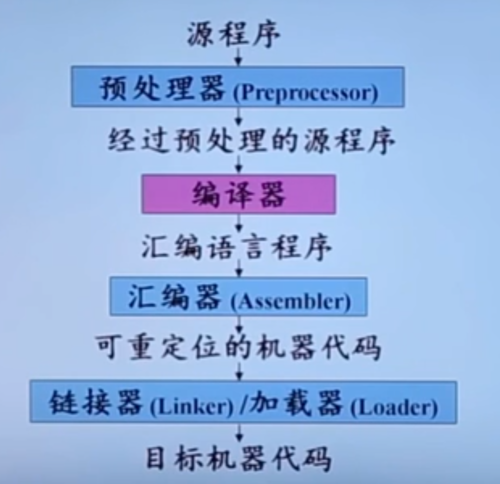 源程序
预处理器 (Preprocessor)
经过预处理的源程序
编译器
汇编语言程序
汇编器 (Assembler)
可重定位的机器代码
链接器 (Linker) /加载器 (Loader)
目标机器代码